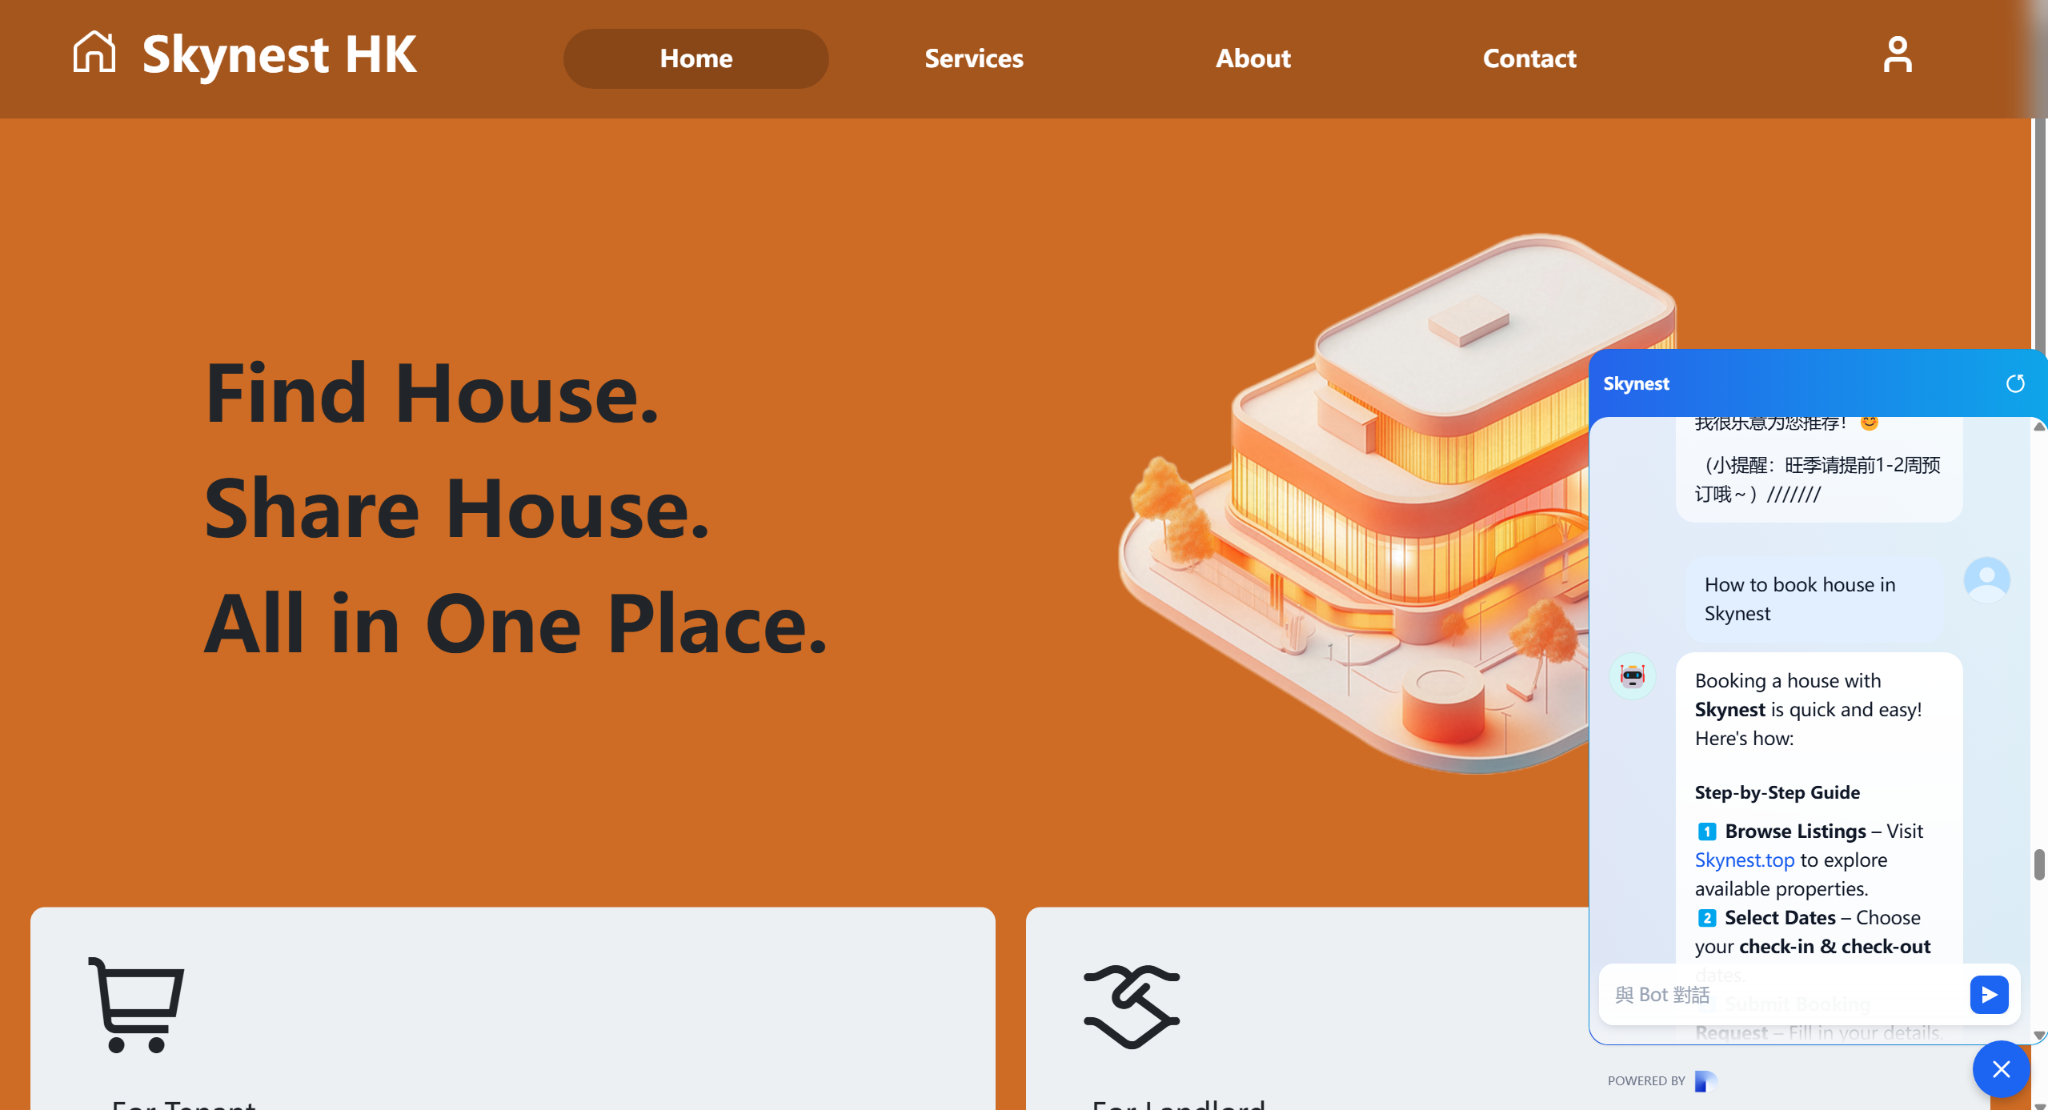 Skynest HK
Home
Services
About
Contact
Find House.
Share House.
All in One Place.
For Tenant
For Landlord
Skynest
我很乐意为您推荐！😊
（小提醒：旺季请提前1-2周预
订哦～）///////
How to book house in
Skynest
Booking a house with
Skynest is quick and easy!
Here's how:
Step-by-Step Guide
1 Browse Listings – Visit
Skynest.top to explore
available properties.
2 Select Dates – Choose
your check-in & check-out
dates.
Submit Booking
Request – Fill in your details.
與 Bot 對話
POWERED BY